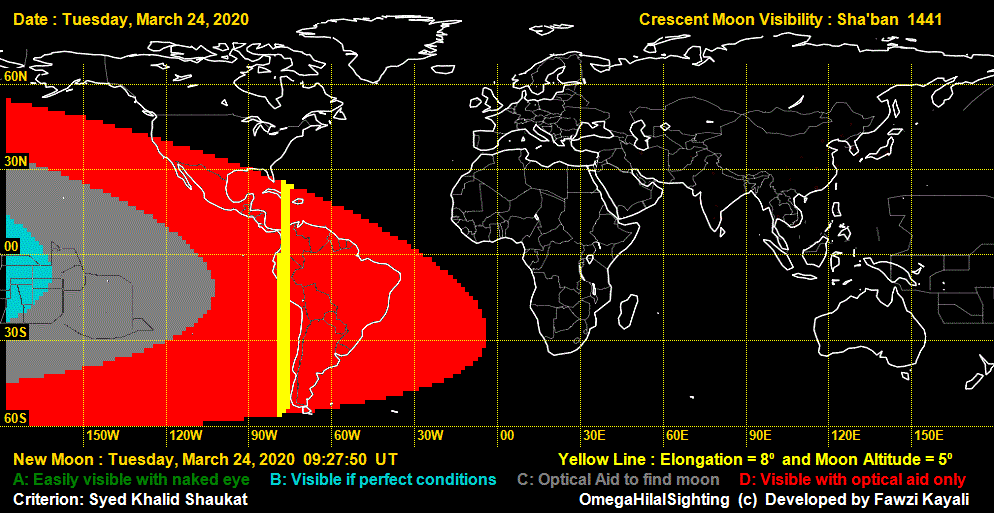 Date : Tuesday, March 24, 2020 Crescent Moon Visibility : Sha'ban 1441
60N
30N
00
30S
60S
150W 120W 90W 60W 30W 00 30E 60E 90E 120E 150E
New Moon : Tuesday, March 24, 2020 09:27:50 UT Yellow Line : Elongation = 8º and Moon Altitude = 5º
A: Easily visible with naked eye B: Visible if perfect conditions C: Optical Aid to find moon D: Visible with optical aid only
Criterion: Syed Khalid Shaukat OmegaHilalSighting (c) Developed by Fawzi Kayali